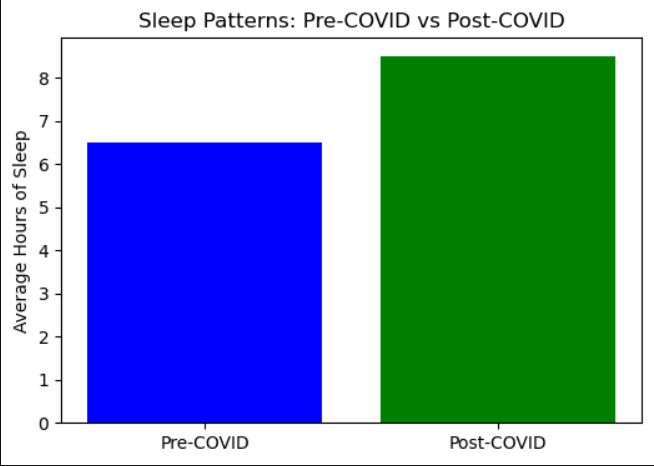 Sleep Patterns: Pre-COVID vs Post-COVID
Average Hours of Sleep
8
7
6
5
4
3
2
1
0
Pre-COVID
Post-COVID